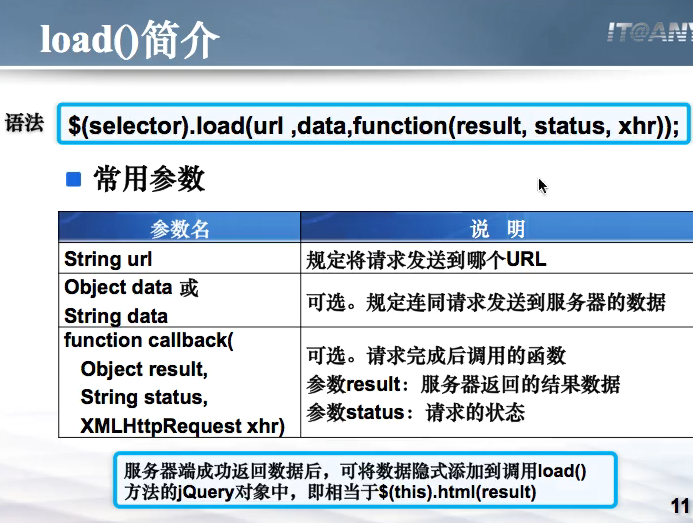 load()简介
IT@ANY
语法
$(selector).load(url ,data,function(result, status, xhr));
常用参数
参数名 说 明
String url 规定将请求发送到哪个URL
Object data 或
String data
可选。规定连同请求发送到服务器的数据
function callback(
Object result,
String status,
XMLHttpRequest xhr)
可选。请求完成后调用的函数
参数result：服务器返回的结果数据
参数status：请求的状态
服务器端成功返回数据后，可将数据隐式添加到调用load()
方法的jQuery对象中，即相当于$(this).html(result)
11